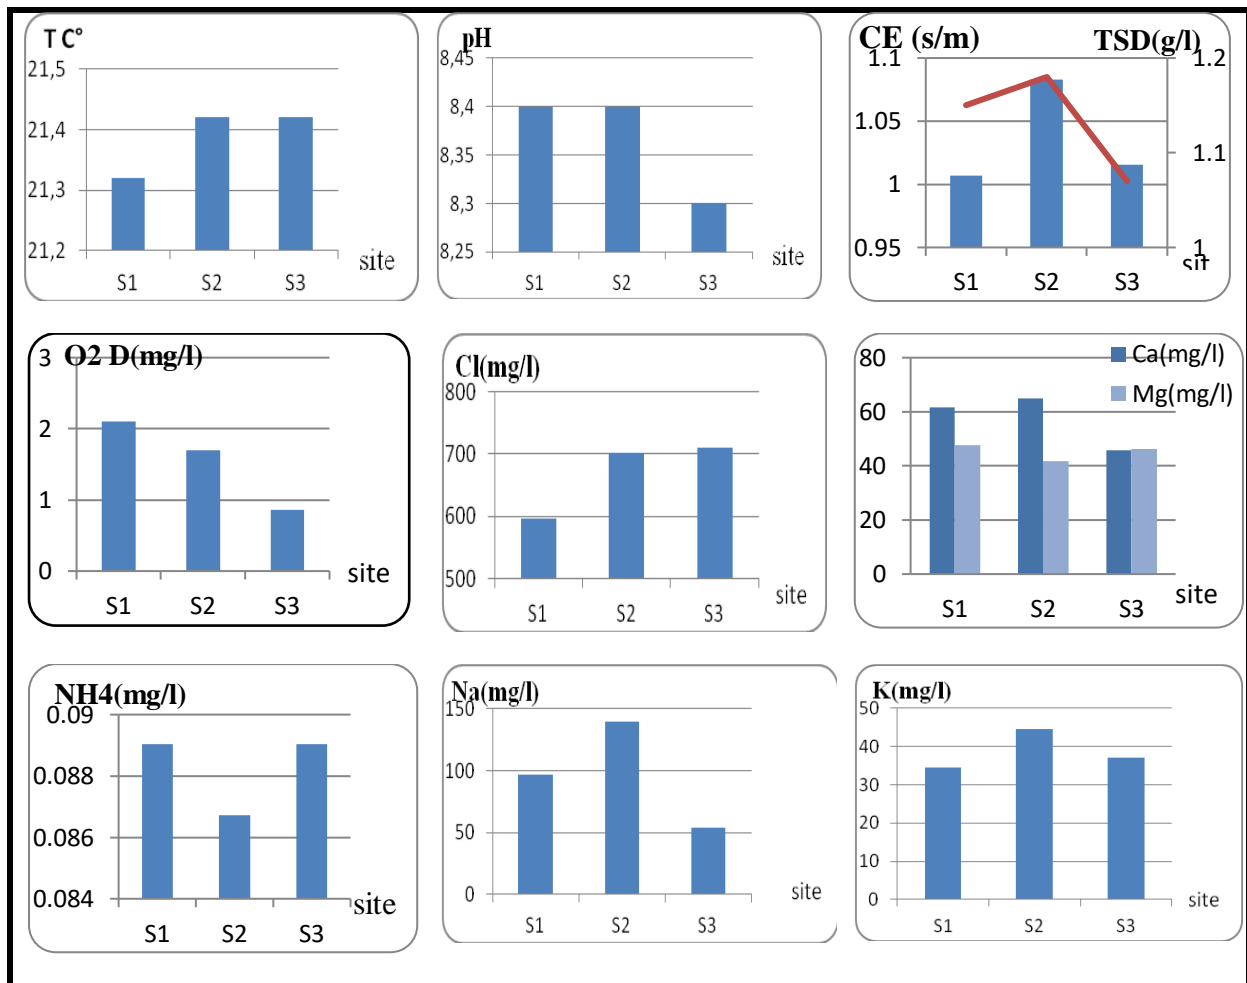 T C°
21,5
21,4
21,3
21,2
S1 S2 S3
site
pH
8,45
8,4
8,35
8,3
8,25
S1 S2 S3
site
CE (s/m) TSD(g/l)
1.1 1.2
1.05
1.1
1
0.95 1
sit
S1 S2 S3
O2 D(mg/l)
3
2
1
0
S1 S2 S3
site
Cl(mg/l)
800
700
600
500
S1 S2 S3
site
Ca(mg/l)
Mg(mg/l)
80
60
40
20
0
S1 S2 S3
site
NH4(mg/l)
0.09
0.088
0.086
0.084
S1 S2 S3
site
Na(mg/l)
150
100
50
0
S1 S2 S3
site
K(mg/l)
50
40
30
20
10
0
S1 S2 S3
site